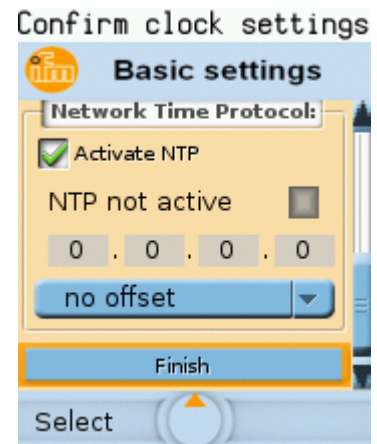 Confirm clock settings
ifm Basic settings
Network Time Protocol:
Activate NTP
NTP not active
0 . 0 . 0 . 0
no offset
Finish
Select